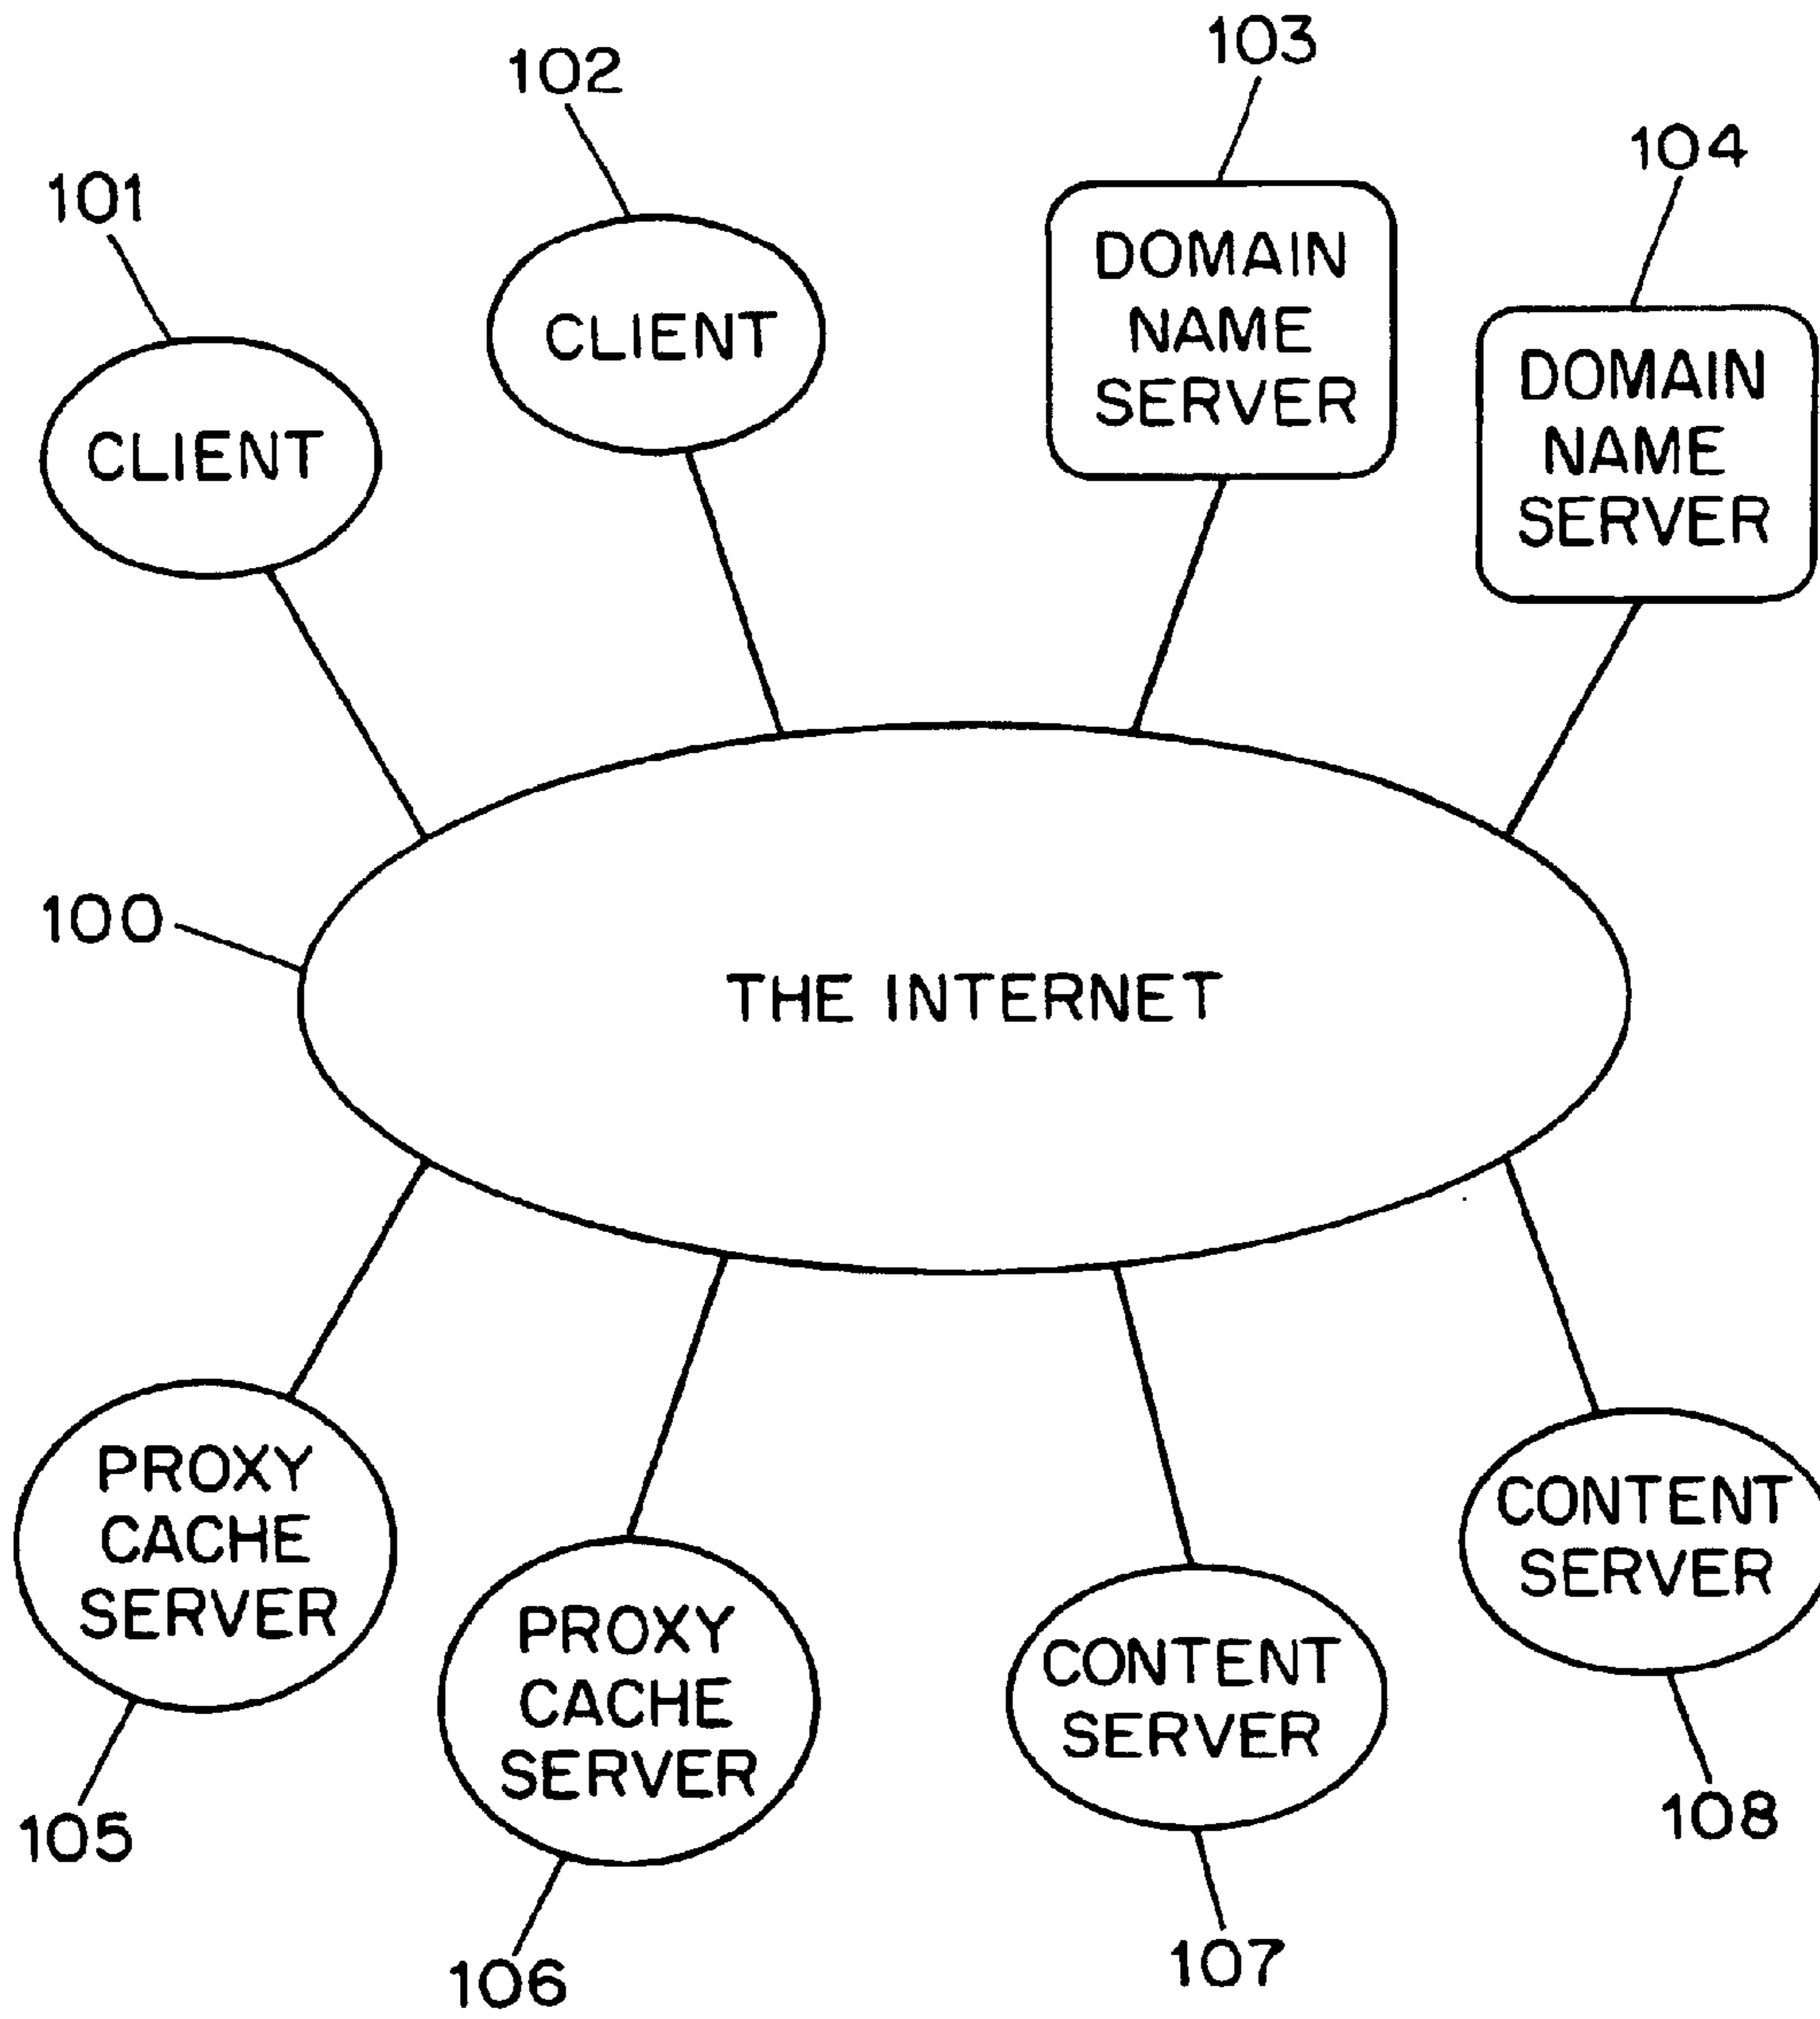 103
102
104
101
DOMAIN
NAME
SERVER
CLIENT
DOMAIN
NAME
SERVER
CLIENT
100
THE INTERNET
PROXY
CACHE
SERVER
CONTENT
SERVER
PROXY
CACHE
SERVER
CONTENT
SERVER
105
108
106
107